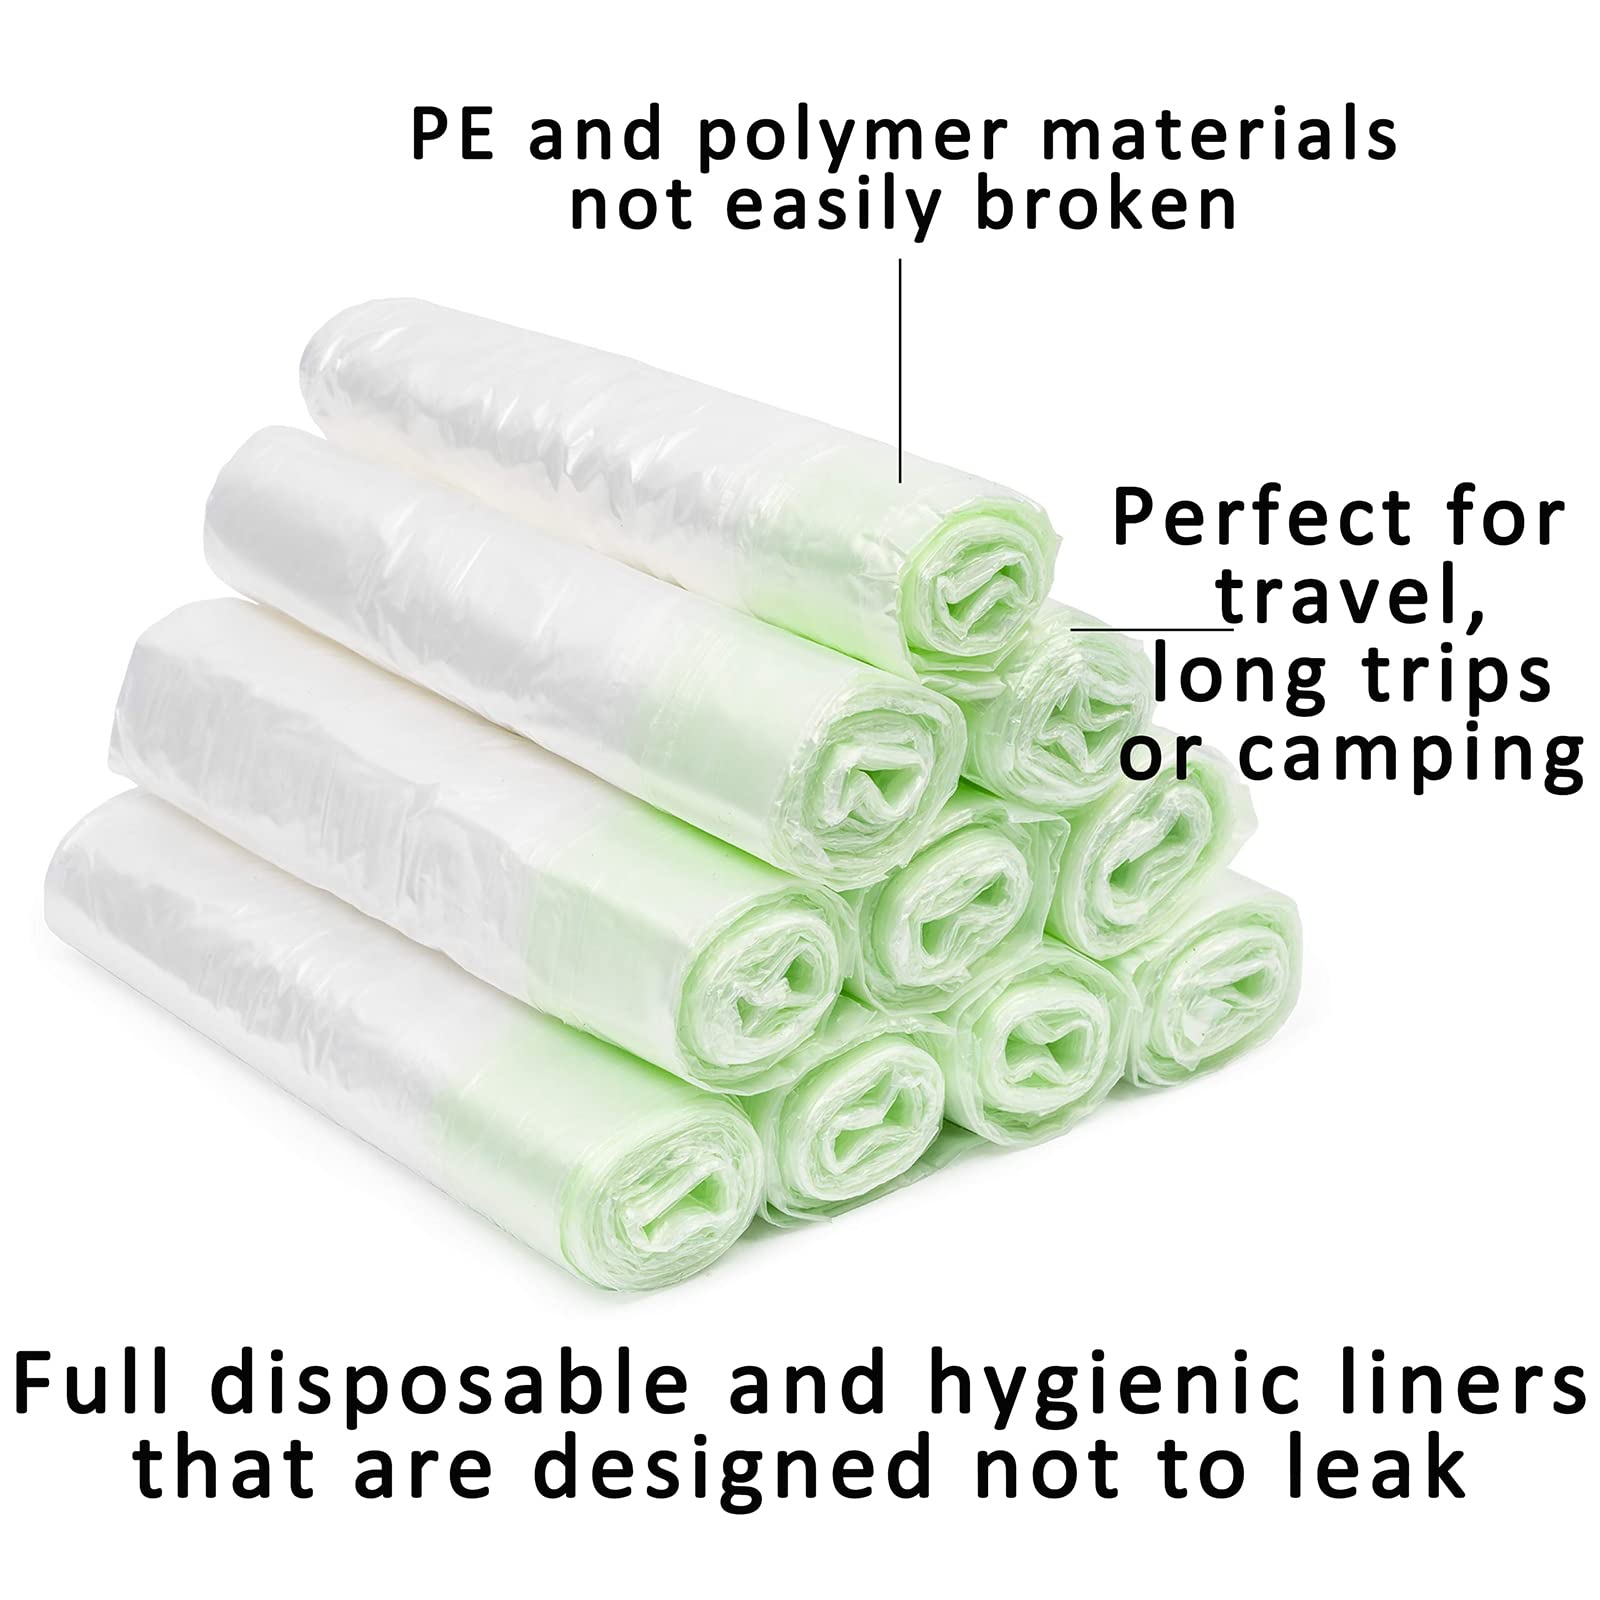 PE and polymer materials
not easily broken
Perfect for
travel,
long trips
or camping
Full disposable and hygienic liners
that are designed not to leak